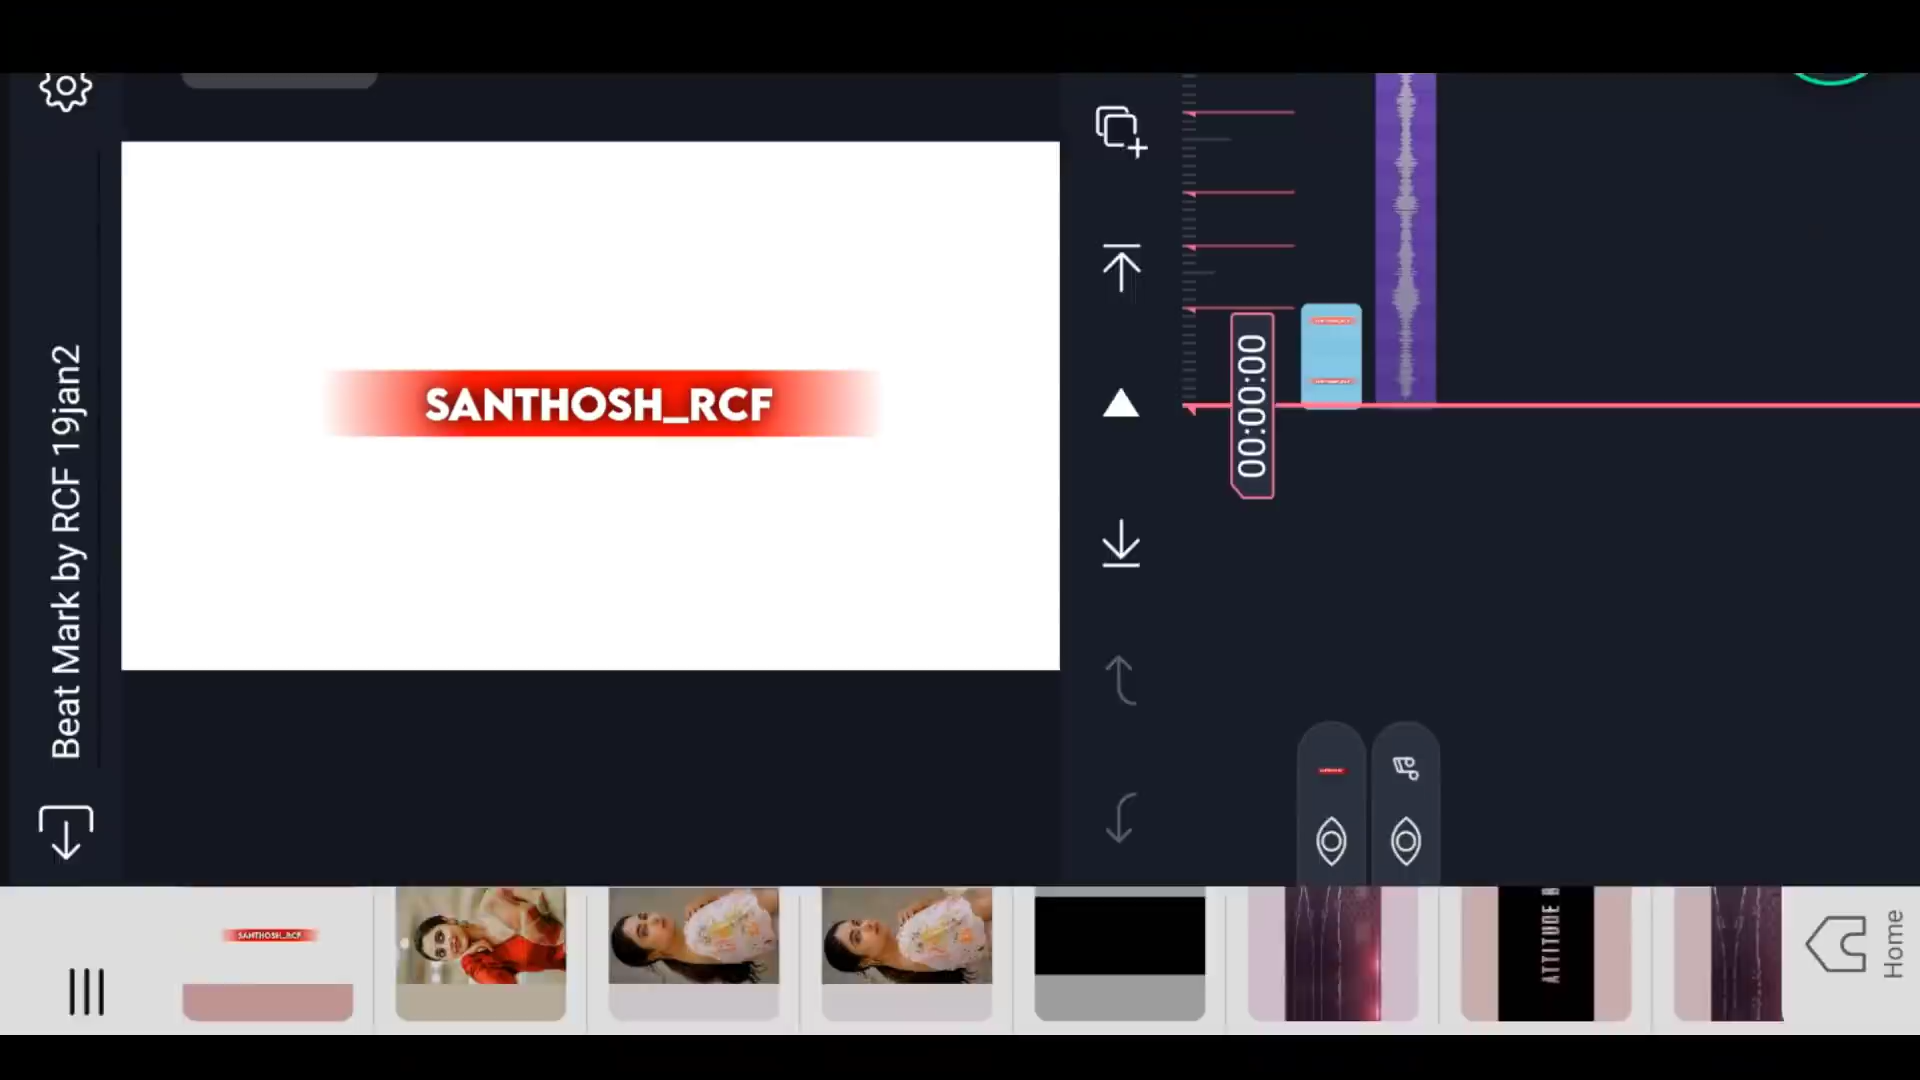 Beat Mark by RCF 19jan2
SANTHOSH_RCF
00:00:00
SANTHOSH_RCF
ATTITUDE B
Home